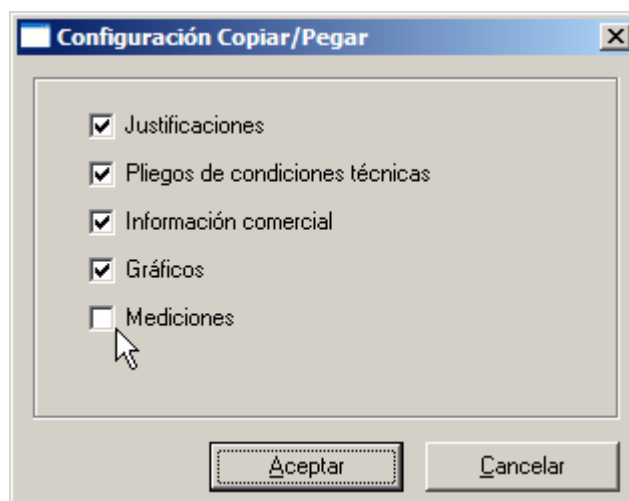 Configuración Copiar/Pegar
Justificaciones
Pliegos de condiciones técnicas
Información comercial
Gráficos
Mediciones
Aceptar
Cancelar